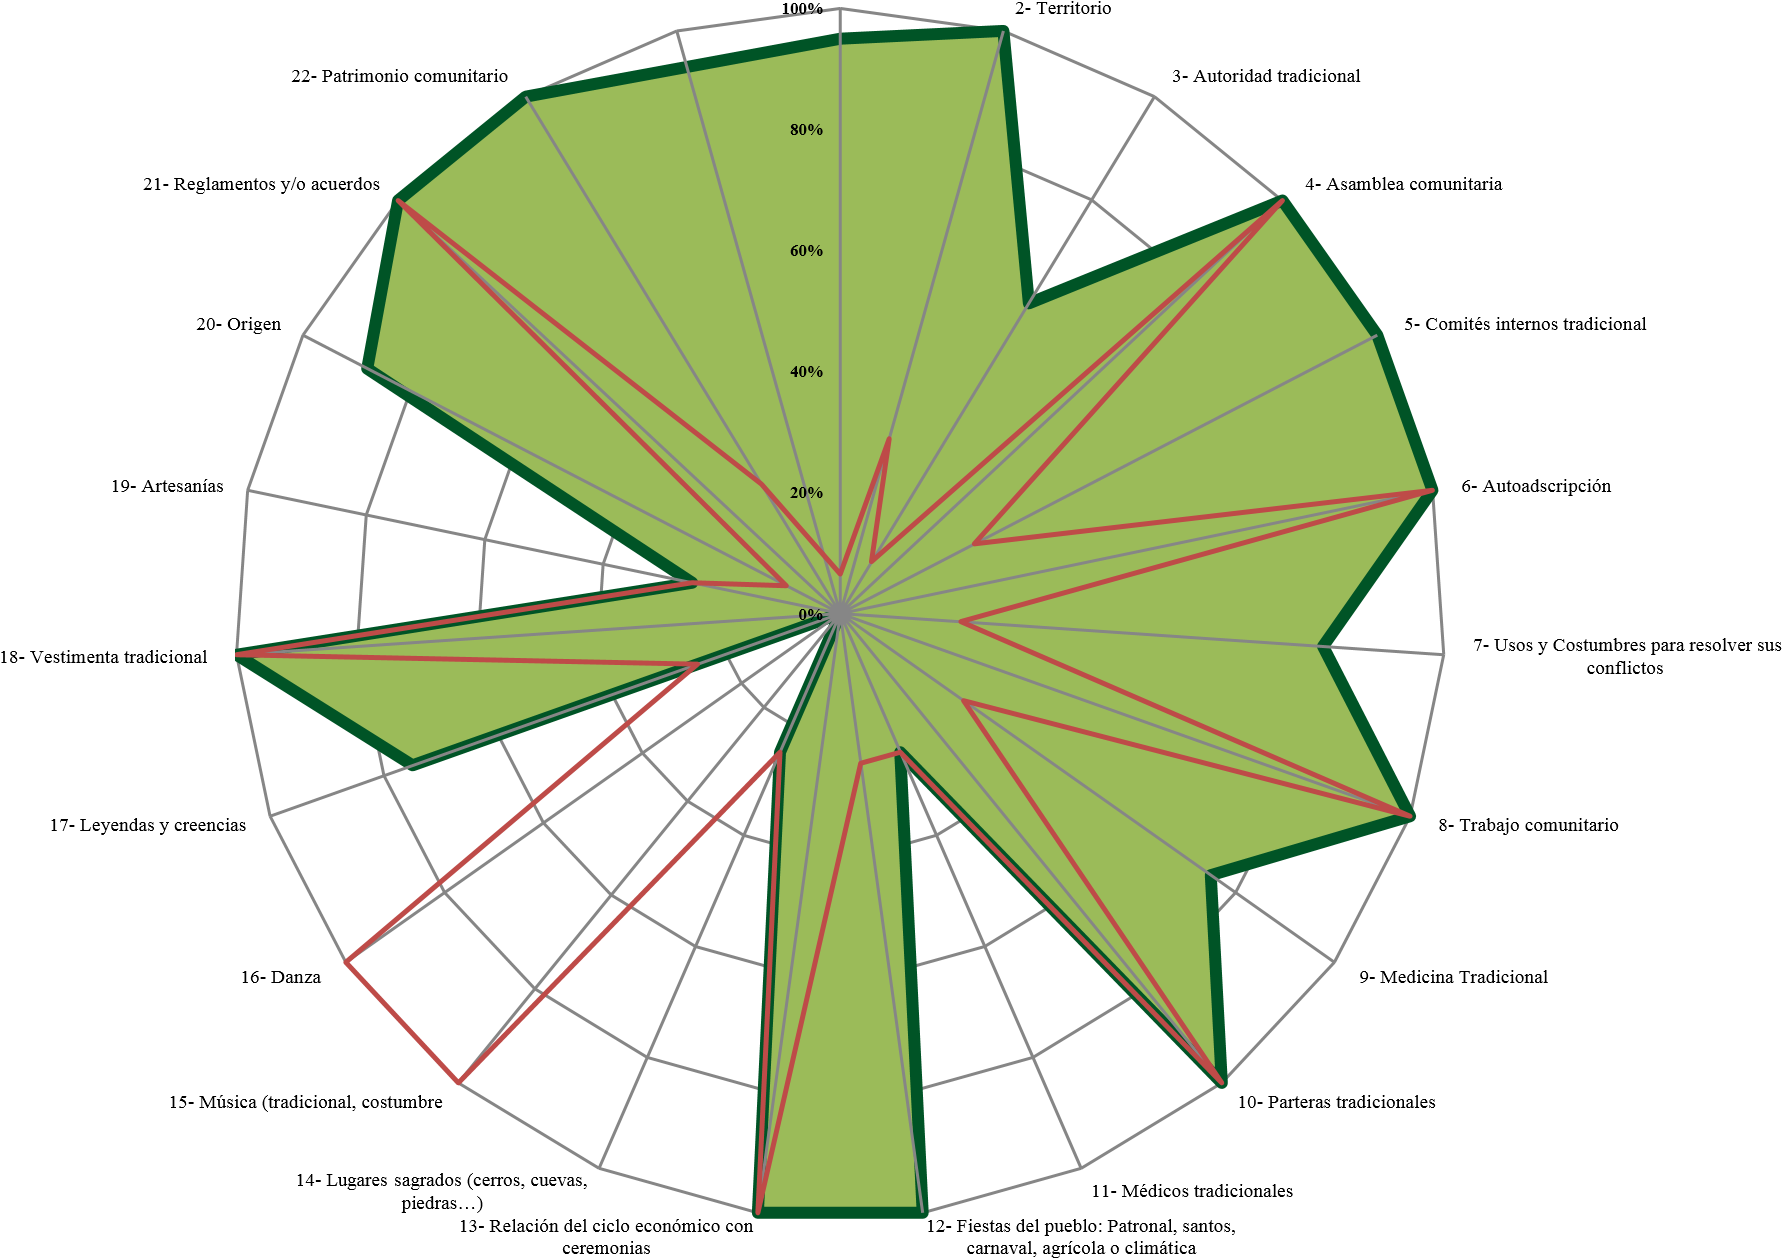 100%
80%
60%
40%
20%
0%
2- Territorio
3- Autoridad tradicional
4- Asamblea comunitaria
5- Comités internos tradicional
6- Autoadscripción
7- Usos y Costumbres para resolver sus
conflictos
8- Trabajo comunitario
9- Medicina Tradicional
10- Parteras tradicionales
11- Médicos tradicionales
12- Fiestas del pueblo: Patronal, santos,
carnaval, agrícola o climática
13- Relación del ciclo económico con
ceremonias
14- Lugares sagrados (cerros, cuevas,
piedras…)
15- Música (tradicional, costumbre
16- Danza
17- Leyendas y creencias
18- Vestimenta tradicional
19- Artesanías
20- Origen
21- Reglamentos y/o acuerdos
22- Patrimonio comunitario